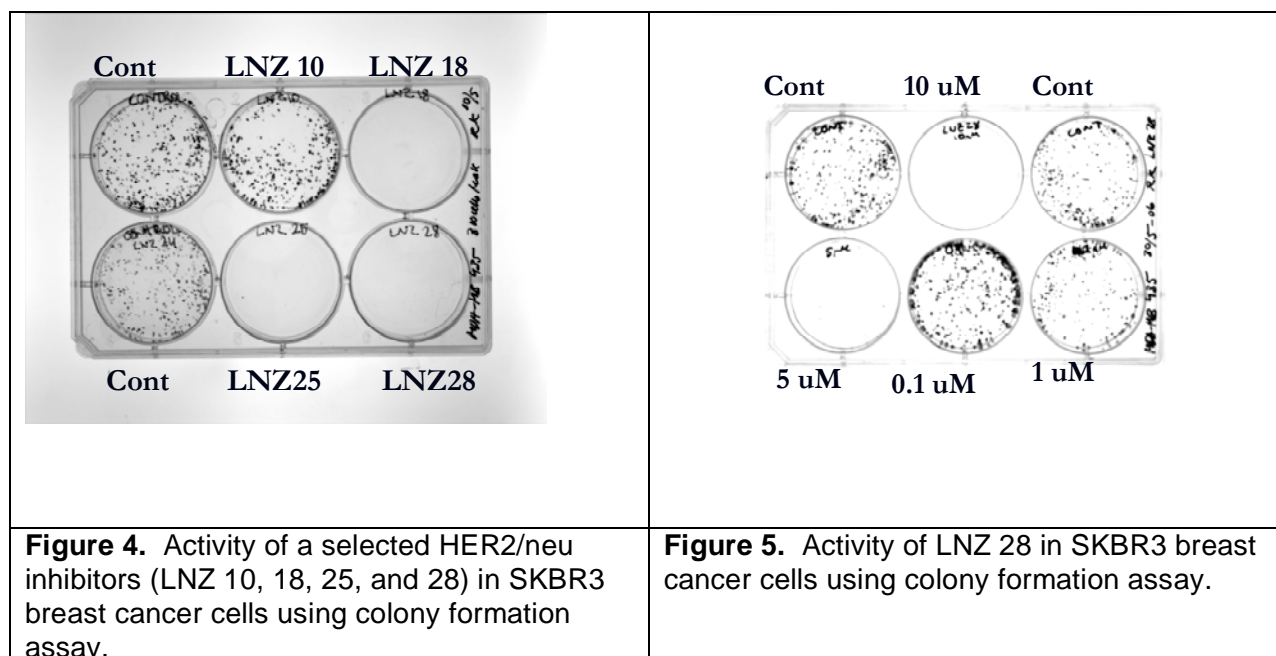 Cont LNZ 10 LNZ 18
CONTROL
LNZ 10
LNZ 18
LNZ 28
Cont LNZ25 LNZ28
Cont 10 uM Cont
CONT
LNZ 28
10uM
CONT
5uM
5 uM 0.1 uM 1 uM
Figure 4. Activity of a selected HER2/neu
inhibitors (LNZ 10, 18, 25, and 28) in SKBR3
breast cancer cells using colony formation
assay.
Figure 5. Activity of LNZ 28 in SKBR3 breast
cancer cells using colony formation assay.